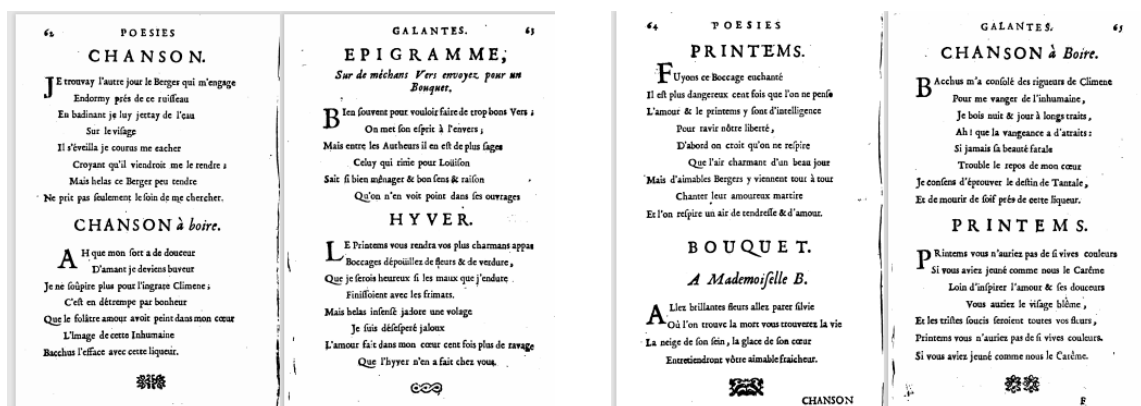 62 POESIES
CHANSON.
JE trouvay l'autre jour le Berger qui m'engage
Endormy prés de ce ruisseau
En badinant je luy jettay de l'eau
Sur le visage
Il s'éveilla je courus me cacher
Croyant qu'il viendroit me le rendre;
Mais helas ce Berger peu tendre
Ne prit pas seulement le soin de me chercher.
CHANSON à boire.
AH que mon sort a de douceur
D'amant je deviens buveur
Je ne soûpire plus pour l'ingrate Climene;
C'est en détrempe par bonheur
Que le folâtre amour avoit peint dans mon cœur
L'image de cette Inhumaine
Bacchus l'efface avec cette liqueur.
GALANTES. 63
EPIGRAMME,
Sur de méchans Vers envoyez pour un
Bouquet.
BIen souvent pour vouloir faire de trop bons Vers;
On met son esprit à l'envers;
Mais entre les Autheurs il en est de plus sages
Celuy qui rime pour Loüison
Sait si bien ménager & bon sens & raison
Qu'on n'en voit point dans ses ouvrages
HYVER.
LE Printems vous rendra vos plus charmans appas
Boccages dépoüillez de fleurs & de verdure,
Que je serois heureux si les maux que j'endure
Finissoient avec les frimats.
Mais helas insensé jadore une volage
Je suis désesperé jaloux
L'amour fait dans mon cœur cent fois plus de ravage
Que l'hyver n'en a fait chez vous.
64 POESIES
PRINTEMS.
FUyons ce Boccage enchanté
Il est plus dangereux cent fois que l'on ne pense
L'amour & le printems y sont d'intelligence
Pour ravir nôtre liberté,
D'abord on croit qu'on ne respire
Que l'air charmant d'un beau jour
Mais d'aimables Bergers y viennent tour à tour
Chanter leur amoureux martire
Et l'on respire un air de tendresse & d'amour.
BOUQUET.
A Mademoiselle B.
ALlez brillantes fleurs allez parer silvie
Où l'on trouve la mort vous trouverez la vie
La neige de son sein, la glace de son cœur
Entretiendront vôtre aimable fraicheur.
CHANSON
GALANTES. 65
CHANSON à Boire.
BAcchus m'a consolé des rigueurs de Climene
Pour me vanger de l'inhumaine,
Je bois nuit & jour à longs traits,
Ah! que la vangeance a d'attraits:
Si jamais sa beauté fatale
Trouble le repos de mon cœur
Je consens d'éprouver le destin de Tantale,
Et de mourir de soif prés de cette liqueur.
PRINTEMS.
PRintems vous n'auriez pas de si vives couleurs
Si vous aviez jeuné comme nous le Carême
Loin d'inspirer l'amour & ses douceurs
Vous auriez le visage blême,
Et les tristes soucis seroient toutes vos fleurs,
Printems vous n'auriez pas de si vives couleurs.
Si vous aviez jeuné comme nous le Carême.
F